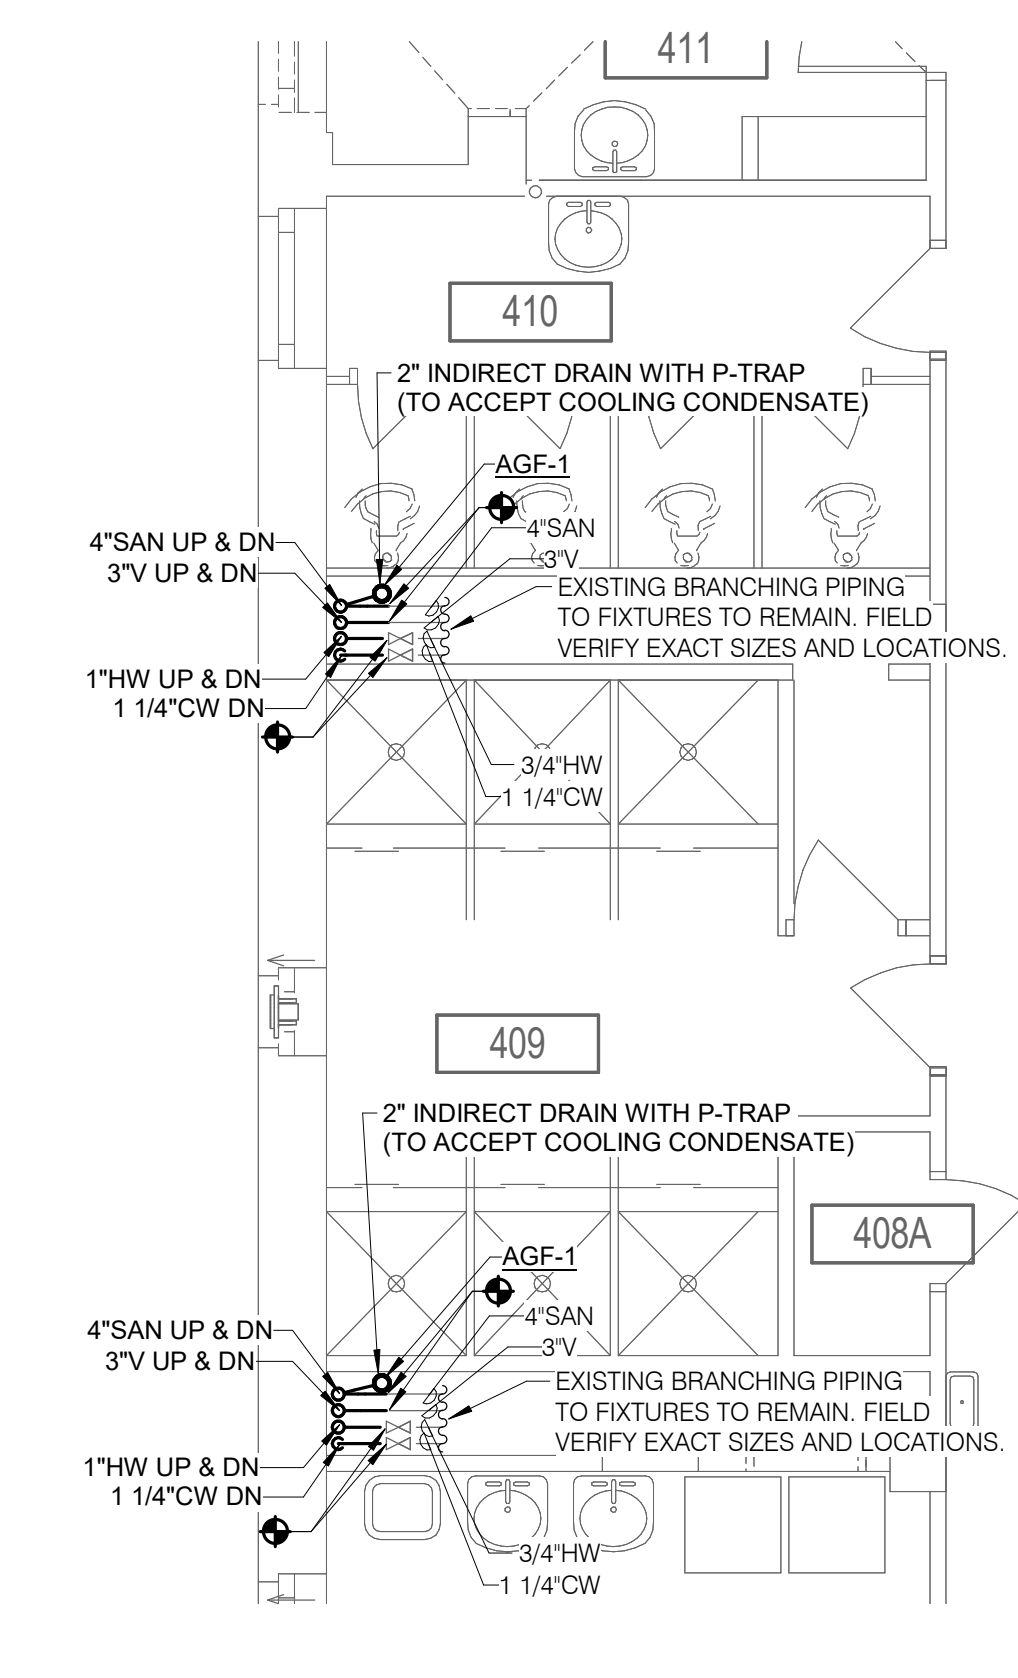 411
410
2" INDIRECT DRAIN WITH P-TRAP
(TO ACCEPT COOLING CONDENSATE)
AGF-1
4"SAN
3"V
4"SAN UP & DN
3"V UP & DN
EXISTING BRANCHING PIPING
TO FIXTURES TO REMAIN. FIELD
VERIFY EXACT SIZES AND LOCATIONS.
1"HW UP & DN
1 1/4"CW DN
3/4"HW
1 1/4"CW
409
2" INDIRECT DRAIN WITH P-TRAP
(TO ACCEPT COOLING CONDENSATE)
408A
AGF-1
4"SAN
3"V
4"SAN UP & DN
3"V UP & DN
EXISTING BRANCHING PIPING
TO FIXTURES TO REMAIN. FIELD
VERIFY EXACT SIZES AND LOCATIONS.
1"HW UP & DN
1 1/4"CW DN
3/4"HW
1 1/4"CW